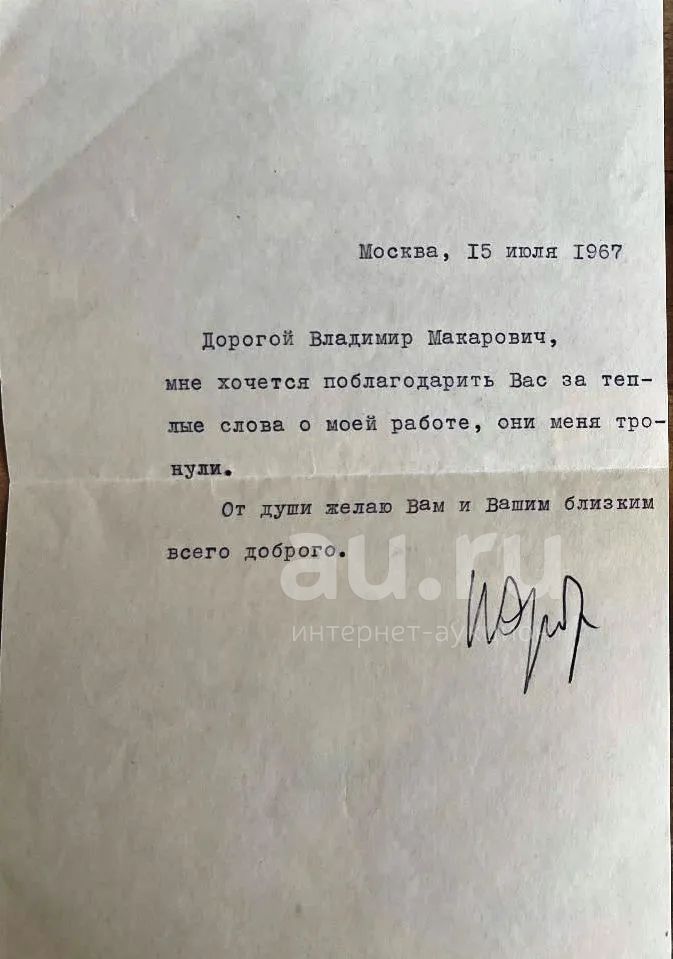 Москва, 15 июля 1967
Дорогой Владимир Макарович,
мне хочется поблагодарить Вас за теп-
лые слова о моей работе, они меня тро-
нули.
От души желаю Вам и Вашим близким
всего доброго.
au.ru
интернет-аукцион